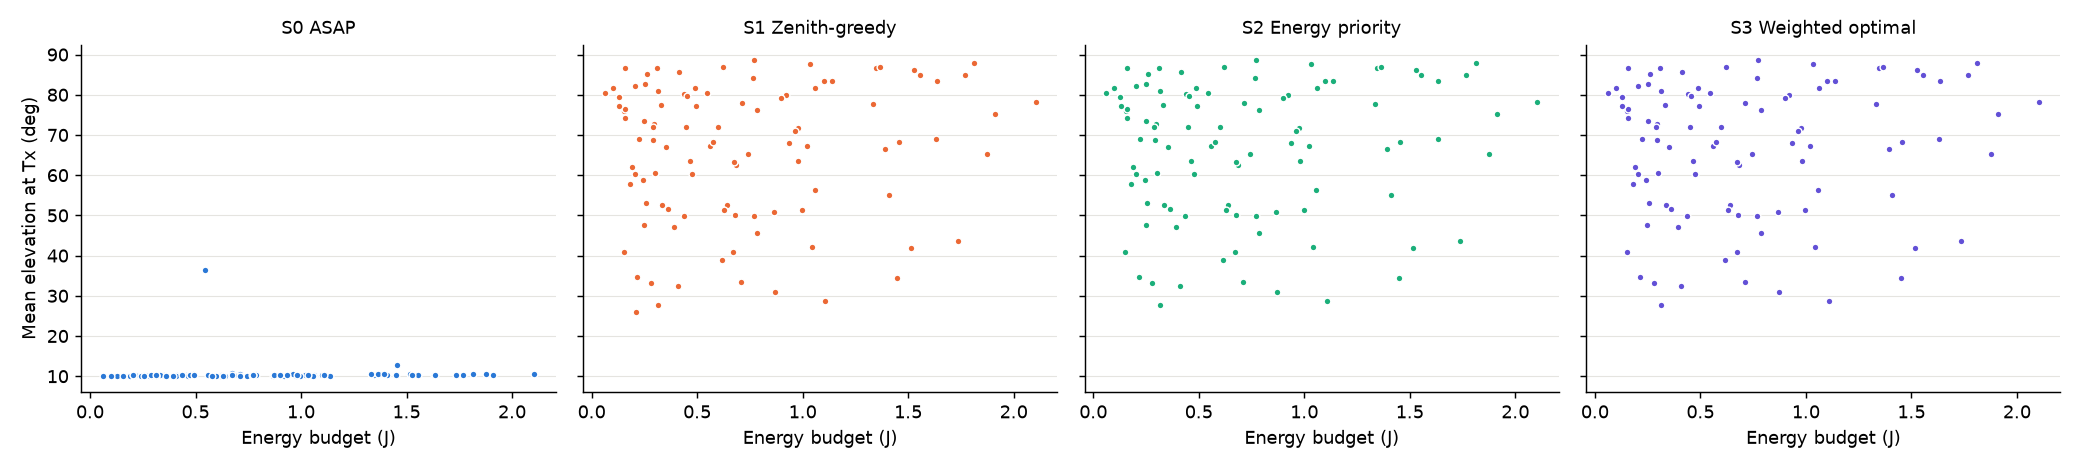 S0 ASAP
S1 Zenith-greedy
S2 Energy priority
S3 Weighted optimal
Mean elevation at Tx (deg)
90
80
70
60
50
40
30
20
10
0.0 0.5 1.0 1.5 2.0
0.0 0.5 1.0 1.5 2.0
0.0 0.5 1.0 1.5 2.0
0.0 0.5 1.0 1.5 2.0
Energy budget (J)
Energy budget (J)
Energy budget (J)
Energy budget (J)